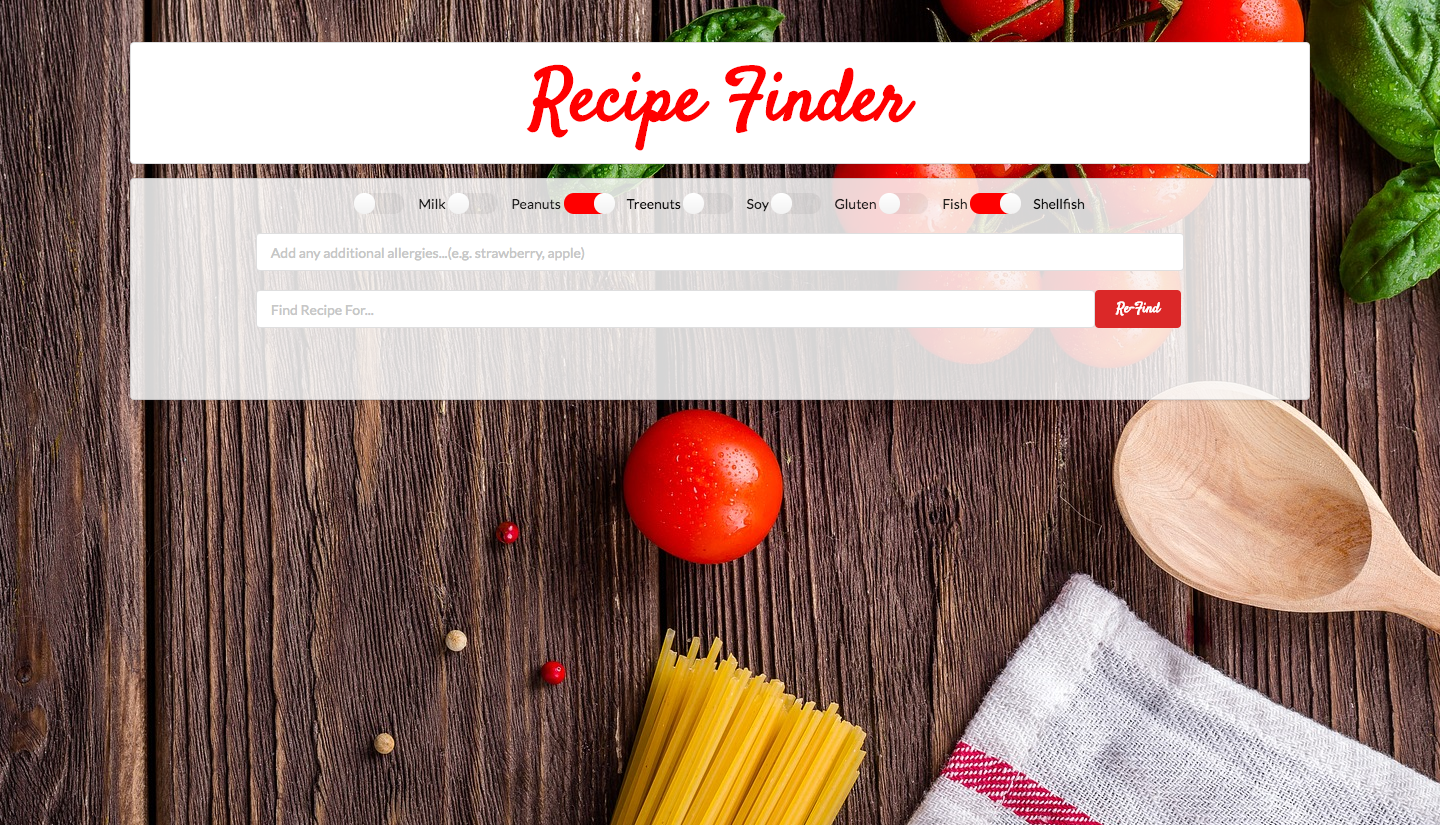 Recipe Finder
Milk Peanuts Treenuts Soy Gluten Fish Shellfish
Add any additional allergies...(e.g. strawberry, apple)
Find Recipe For... Re-Find